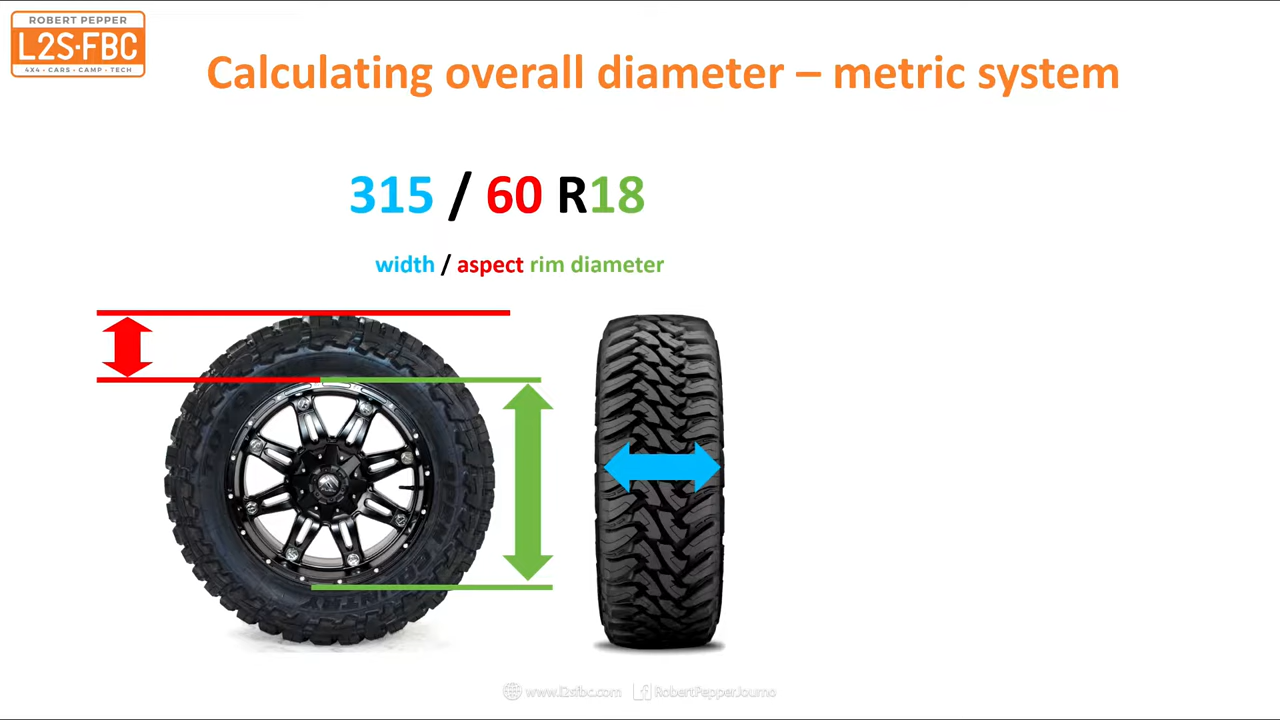 ROBERT PEPPER
L2S·FBC
4X4 • CARS • CAMP • TECH
Calculating overall diameter – metric system
315 / 60 R18
width / aspect rim diameter
www.l2sfbc.com RobertPepperJourno